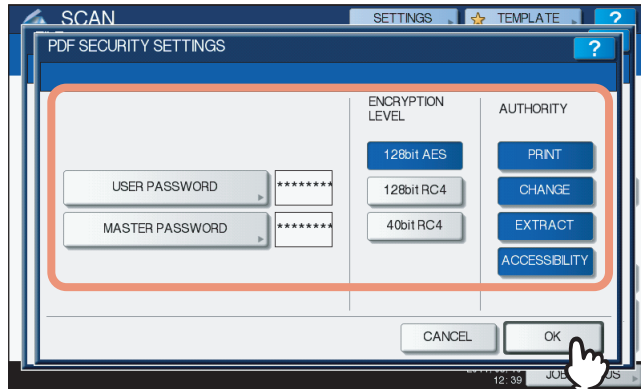 SCAN
SETTINGS
TEMPLATE
?
PDF SECURITY SETTINGS
?
ENCRYPTION
LEVEL
AUTHORITY
128bit AES
PRINT
USER PASSWORD
********
128bit RC4
CHANGE
MASTER PASSWORD
********
40bit RC4
EXTRACT
ACCESSIBILITY
CANCEL
OK
12:39